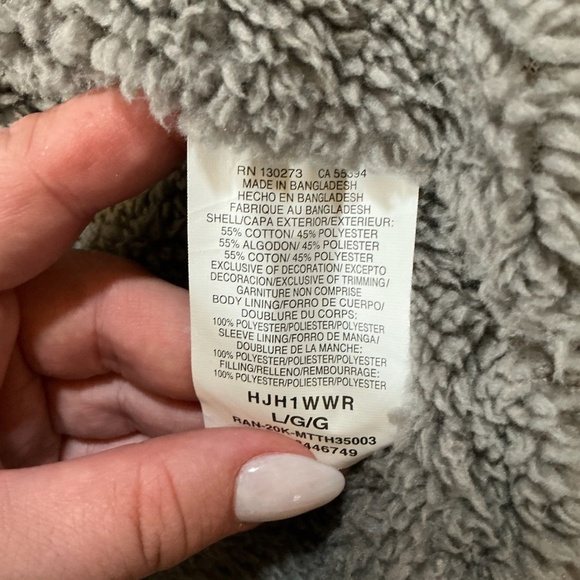 RN 130273 CA 55394
MADE IN BANGLADESH
HECHO EN BANGLADESH
FABRIQUE AU BANGLADESH
SHELL/CAPA EXTERIOR/EXTERIEUR:
55% COTTON/ 45% POLYESTER
55% ALGODON/ 45% POLIESTER
55% COTON/ 45% POLYESTER
EXCLUSIVE OF DECORATION/EXCEPTO
DECORACION/EXCLUSIVE OF TRIMMING/
GARNITURE NON COMPRISE
BODY LINING/FORRO DE CUERPO/
DOUBLURE DU CORPS:
100% POLYESTER/POLIESTER/POLYESTER
SLEEVE LINING/FORRO DE MANGA/
DOUBLURE DE LA MANCHE:
100% POLYESTER/POLIESTER/POLYESTER
FILLING/RELLENO/REMBOURRAGE:
100% POLYESTER/POLIESTER/POLYESTER
HJH1WWR
L/G/G
RAN-20K-MTTH35003